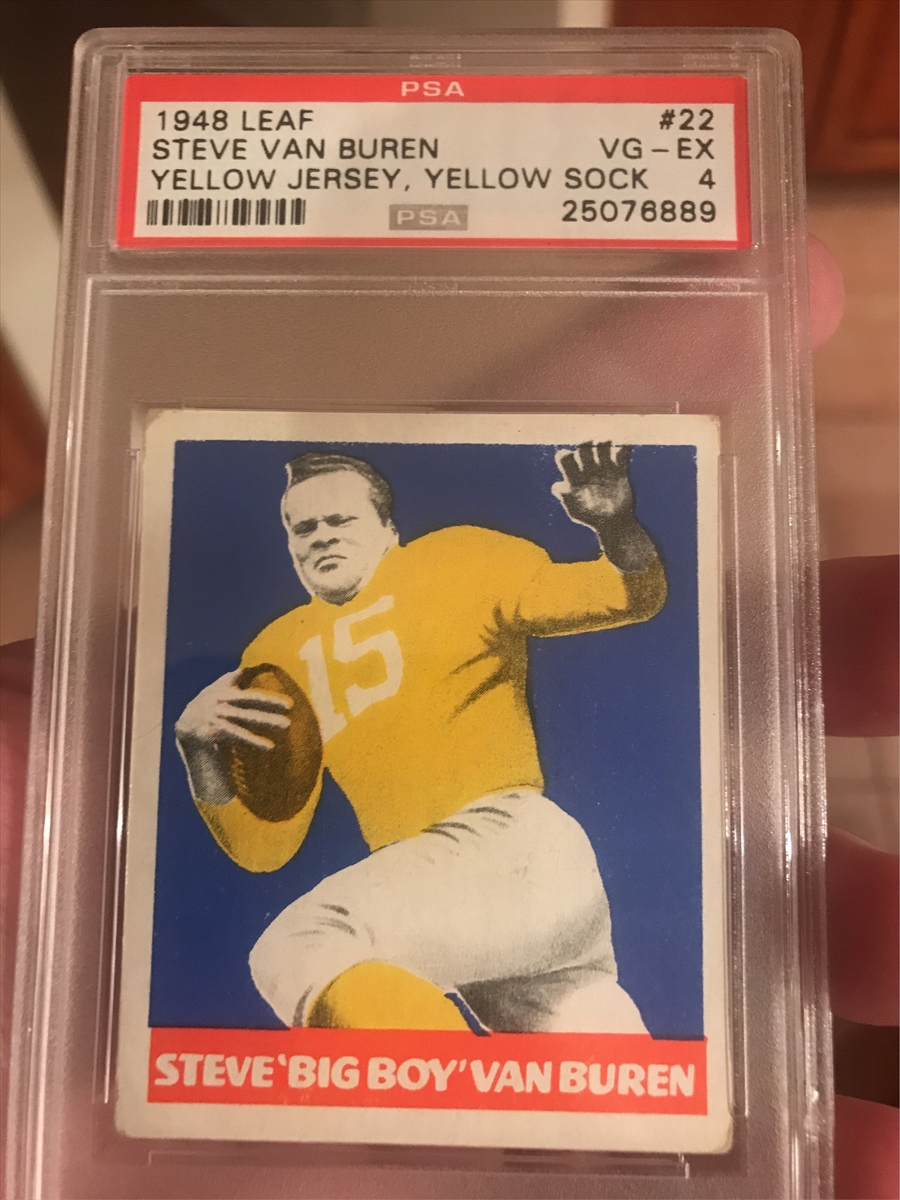 PSA
1948 LEAF #22
STEVE VAN BUREN VG - EX
YELLOW JERSEY, YELLOW SOCK 4
PSA 25076889
15
STEVE 'BIG BOY' VAN BUREN